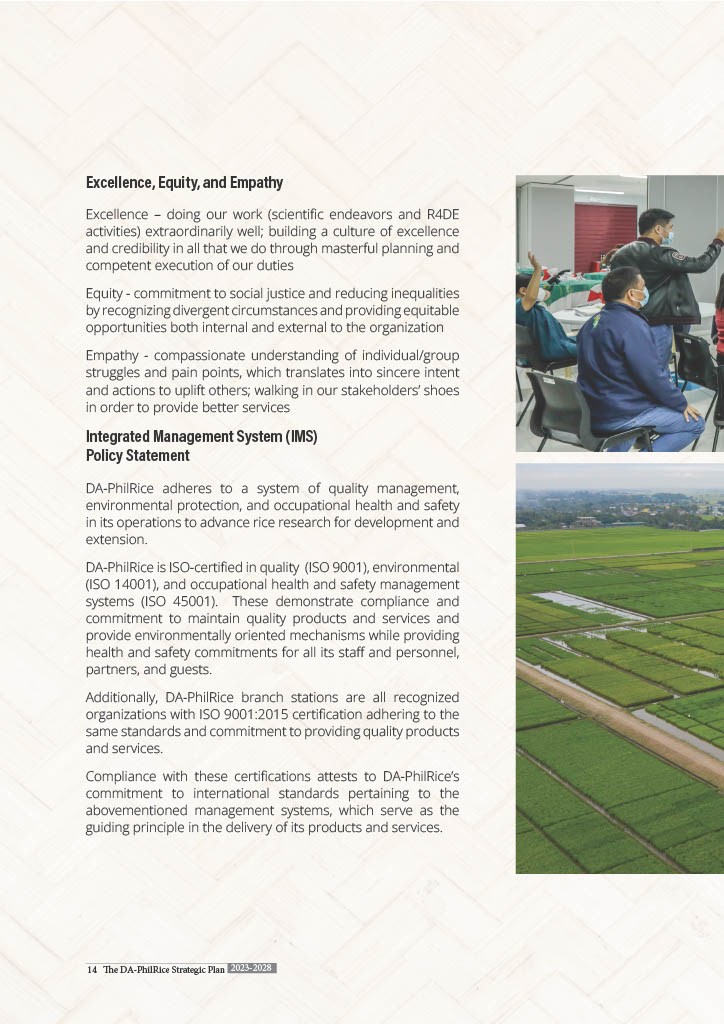 Excellence, Equity, and Empathy
Excellence – doing our work (scientific endeavors and R4DE
activities) extraordinarily well; building a culture of excellence
and credibility in all that we do through masterful planning and
competent execution of our duties
Equity - commitment to social justice and reducing inequalities
by recognizing divergent circumstances and providing equitable
opportunities both internal and external to the organization
Empathy - compassionate understanding of individual/group
struggles and pain points, which translates into sincere intent
and actions to uplift others; walking in our stakeholders’ shoes
in order to provide better services
Integrated Management System (IMS)
Policy Statement
DA-PhilRice adheres to a system of quality management,
environmental protection, and occupational health and safety
in its operations to advance rice research for development and
extension.
DA-PhilRice is ISO-certified in quality (ISO 9001), environmental
(ISO 14001), and occupational health and safety management
systems (ISO 45001). These demonstrate compliance and
commitment to maintain quality products and services and
provide environmentally oriented mechanisms while providing
health and safety commitments for all its staff and personnel,
partners, and guests.
Additionally, DA-PhilRice branch stations are all recognized
organizations with ISO 9001:2015 certification adhering to the
same standards and commitment to providing quality products
and services.
Compliance with these certifications attests to DA-PhilRice’s
commitment to international standards pertaining to the
abovementioned management systems, which serve as the
guiding principle in the delivery of its products and services.
14 The DA-PhilRice Strategic Plan 2023-2028